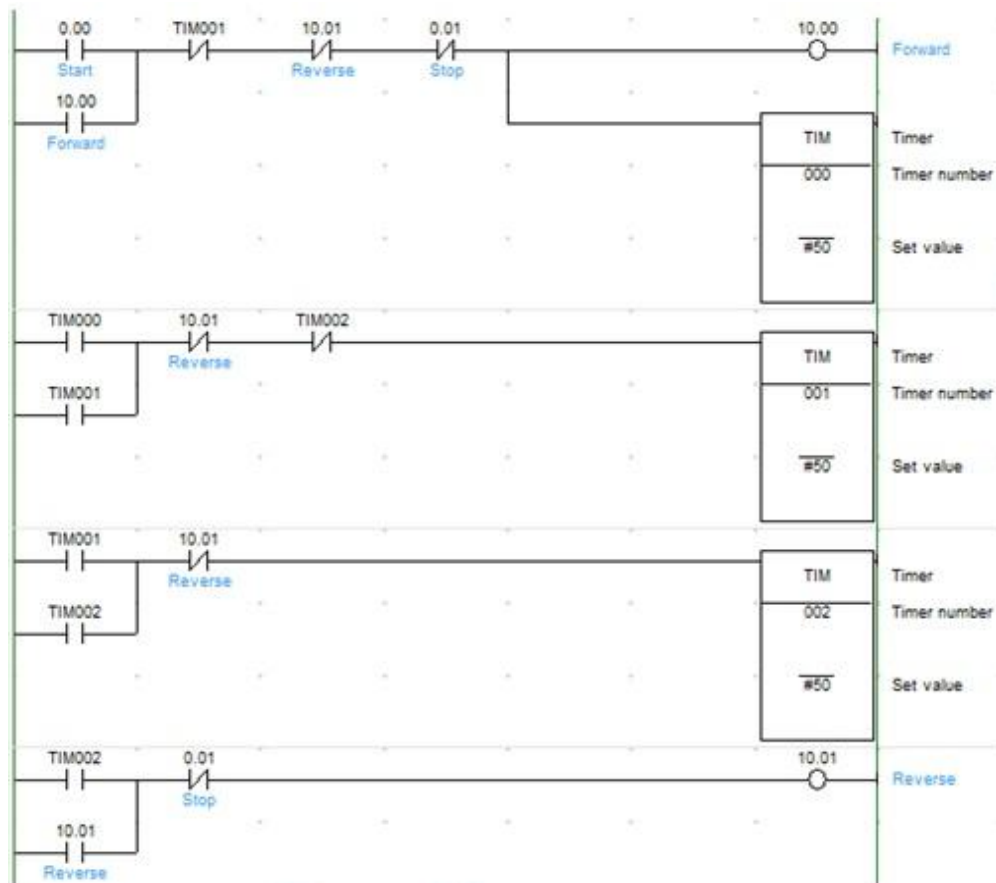 0.00 TIM001 10.01 0.01 10.00
Start Reverse Stop Forward
10.00
Forward
TIM Timer
000 Timer number
#50 Set value
TIM000 10.01 TIM002
Reverse
TIM Timer
TIM001
001 Timer number
#50 Set value
TIM001 10.01
Reverse
TIM Timer
TIM002
002 Timer number
#50 Set value
TIM002 0.01 10.01
Stop Reverse
10.01
Reverse